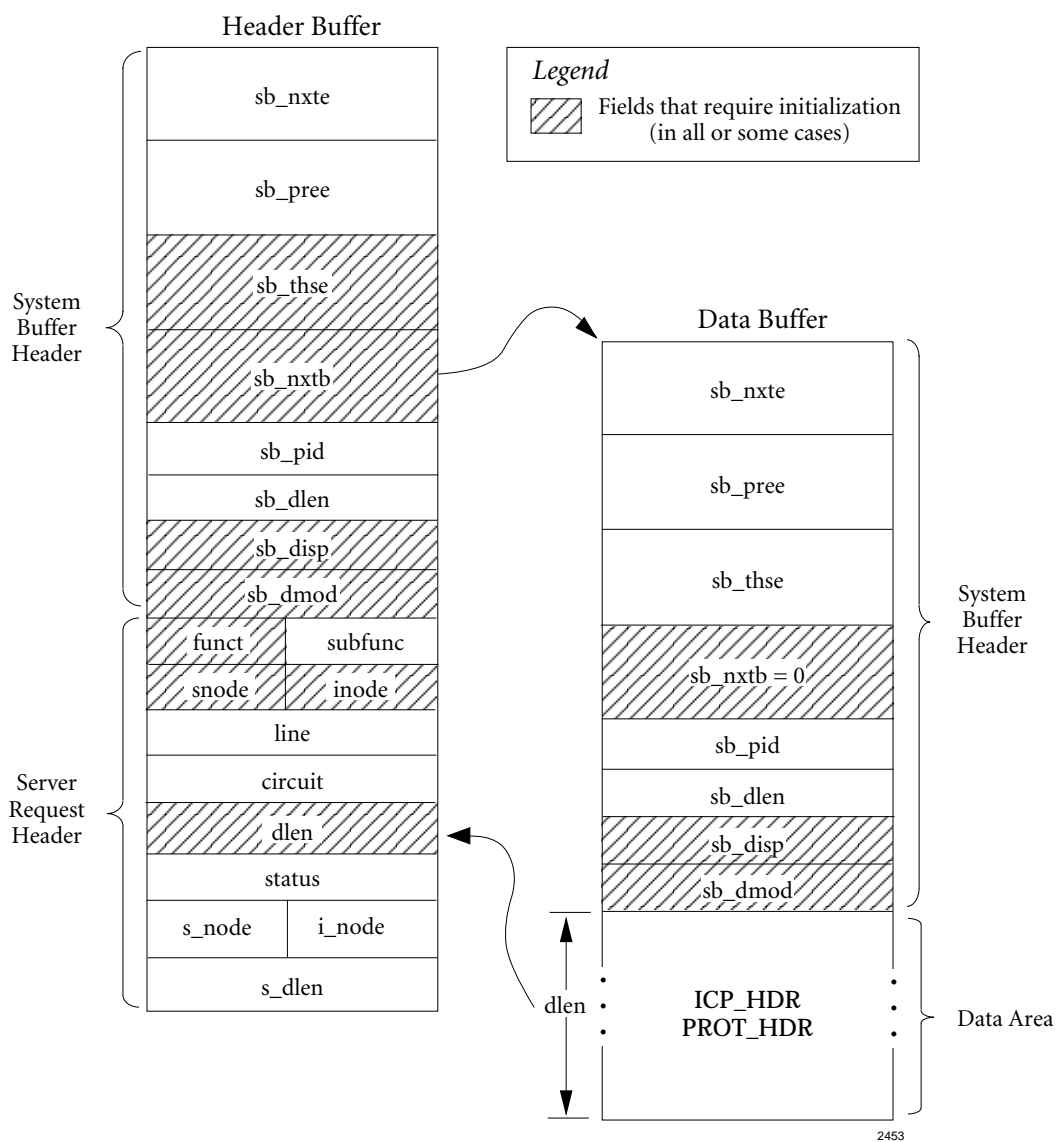 Header Buffer
Legend
Fields that require initialization
(in all or some cases)
sb_nxte
sb_pree
sb_thse
sb_nxtb
sb_pid
sb_dlen
sb_disp
sb_dmod
funct
subfunc
snode
inode
line
circuit
dlen
status
s_node
i_node
s_dlen
System
Buffer
Header
Server
Request
Header
Data Buffer
sb_nxte
sb_pree
sb_thse
sb_nxtb = 0
sb_pid
sb_dlen
sb_disp
sb_dmod
System
Buffer
Header
dlen
ICP_HDR
PROT_HDR
Data Area
2453